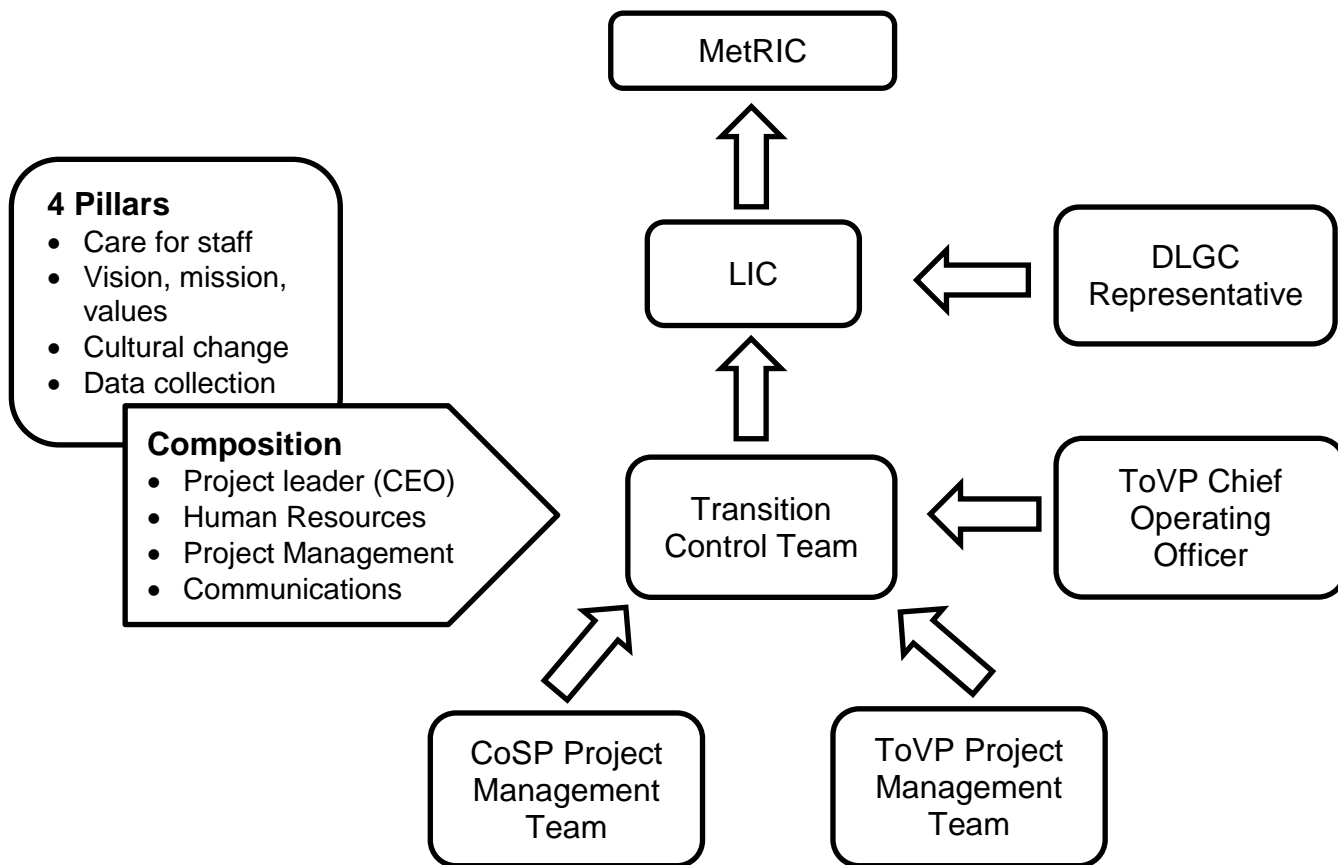 MetRIC
4 Pillars
• Care for staff
• Vision, mission,
values
• Cultural change
• Data collection
LIC
DLGC
Representative
Composition
• Project leader (CEO)
• Human Resources
• Project Management
• Communications
Transition
Control Team
ToVP Chief
Operating
Officer
CoSP Project
Management
Team
ToVP Project
Management
Team